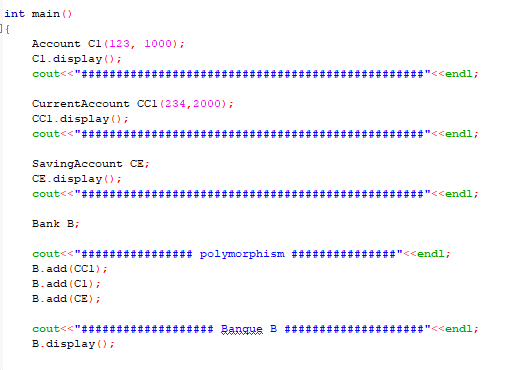 int main()
{
Account C1(123, 1000);
C1.display();
cout<<"#################################################"<<endl;
CurrentAccount CC1(234,2000);
CC1.display();
cout<<"#################################################"<<endl;
SavingAccount CE;
CE.display();
cout<<"#################################################"<<endl;
Bank B;
cout<<"################ polymorphism ###############"<<endl;
B.add(CC1);
B.add(C1);
B.add(CE);
cout<<"################### Banque B ####################"<<endl;
B.display();